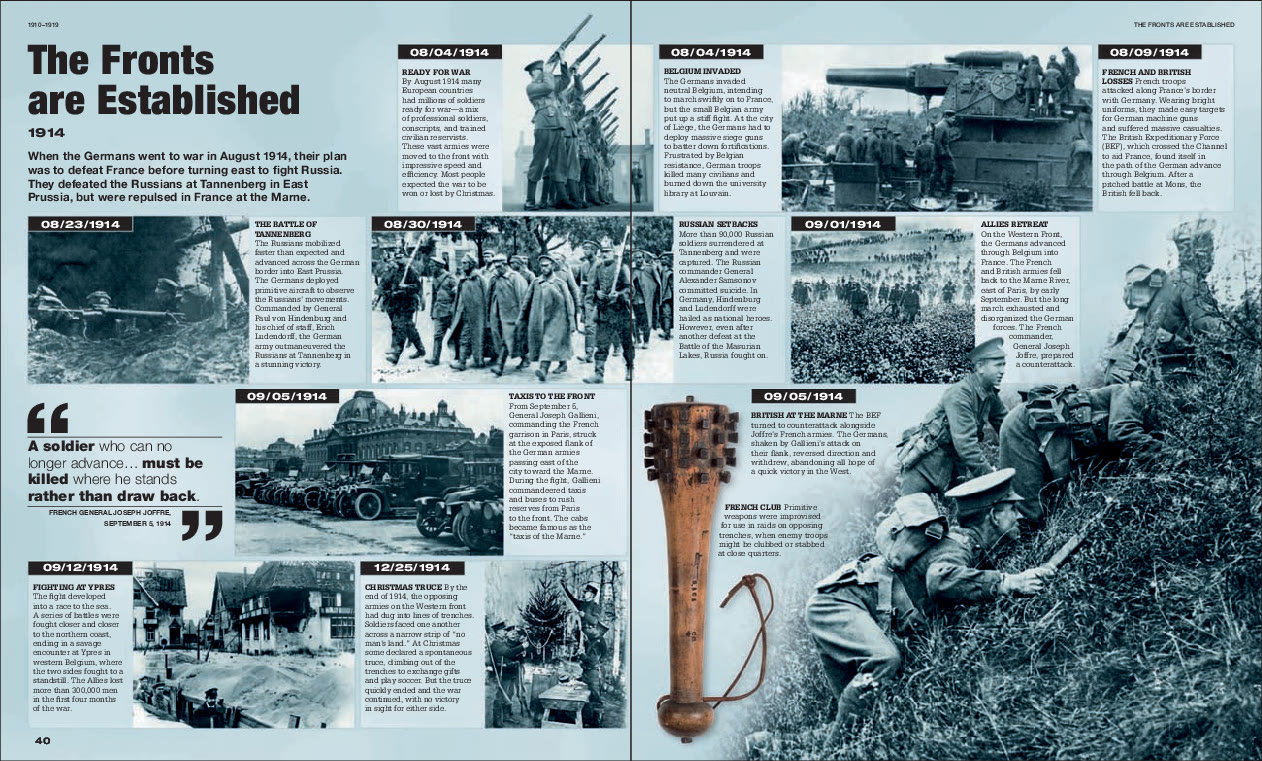 1910–1919
THE FRONTS ARE ESTABLISHED
The Fronts
are Established
1914
When the Germans went to war in August 1914, their plan
was to defeat France before turning east to fight Russia.
They defeated the Russians at Tannenberg in East
Prussia, but were repulsed in France at the Marne.
08/04/1914
READY FOR WAR
By August 1914 many
European countries
had millions of soldiers
ready for war—a mix
of professional soldiers,
conscripts, and trained
civilian reservists.
These vast armies were
moved to the front with
impressive speed and
efficiency. Most people
expected the war to be
won or lost by Christmas.
08/04/1914
BELGIUM INVADED
The Germans invaded
neutral Belgium, intending
to march swiftly on to France,
but the small Belgian army
put up a stiff fight. At the city
of Liège, the Germans had to
deploy massive siege guns
to batter down fortifications.
Frustrated by Belgian
resistance, German troops
killed many civilians and
burned down the university
library at Louvain.
08/09/1914
FRENCH AND BRITISH
LOSSES French troops
attacked along France's border
with Germany. Wearing bright
uniforms, they made easy targets
for German machine guns
and suffered massive casualties.
The British Expeditionary Force
(BEF), which crossed the Channel
to aid France, found itself in
the path of the German advance
through Belgium. After a
pitched battle at Mons, the
British fell back.
08/23/1914
THE BATTLE OF
TANNENBERG
The Russians mobilized
faster than expected and
advanced across the German
border into East Prussia.
The Germans deployed
primitive aircraft to observe
the Russians' movements.
Commanded by General
Paul von Hindenburg and
his chief of staff, Erich
Ludendorff, the German
army outmaneuvered the
Russians at Tannenberg in
a stunning victory.
08/30/1914
RUSSIAN SETBACKS
More than 90,000 Russian
soldiers surrendered at
Tannenberg and were
captured. The Russian
commander General
Alexander Samsonov
committed suicide. In
Germany, Hindenburg
and Ludendorff were
hailed as national heroes.
However, even after
another defeat at the
Battle of the Masurian
Lakes, Russia fought on.
09/01/1914
ALLIES RETREAT
On the Western Front,
the Germans advanced
through Belgium into
France. The French
and British armies fell
back to the Marne River,
east of Paris, by early
September. But the long
march exhausted and
disorganized the German
forces. The French
commander,
General Joseph
Joffre, prepared
a counterattack.
“
A soldier who can no
longer advance... must be
killed where he stands
rather than draw back.
FRENCH GENERAL JOSEPH JOFFRE,
SEPTEMBER 5, 1914
”
09/05/1914
TAXIS TO THE FRONT
From September 5,
General Joseph Gallieni,
commanding the French
garrison in Paris, struck
at the exposed flank of
the German armies
passing east of the
city toward the Marne.
During the fight, Gallieni
commandeered taxis
and buses to rush
reserves from Paris
to the front. The cabs
became famous as the
“taxis of the Marne.”
09/05/1914
BRITISH AT THE MARNE The BEF
turned to counterattack alongside
Joffre's French armies. The Germans,
shaken by Gallieni's attack on
their flank, reversed direction and
withdrew, abandoning all hope of
a quick victory in the West.
FRENCH CLUB Primitive
weapons were improvised
for use in raids on opposing
trenches, when enemy troops
might be clubbed or stabbed
at close quarters.
09/12/1914
FIGHTING AT YPRES
The fight developed
into a race to the sea.
A series of battles were
fought closer and closer
to the northern coast,
ending in a savage
encounter at Ypres in
western Belgium, where
the two sides fought to a
standstill. The Allies lost
more than 300,000 men
in the first four months
of the war.
12/25/1914
CHRISTMAS TRUCE By the
end of 1914, the opposing
armies on the Western front
had dug into lines of trenches.
Soldiers faced one another
across a narrow strip of “no
man's land.” At Christmas
some declared a spontaneous
truce, climbing out of the
trenches to exchange gifts
and play soccer. But the truce
quickly ended and the war
continued, with no victory
in sight for either side.
40